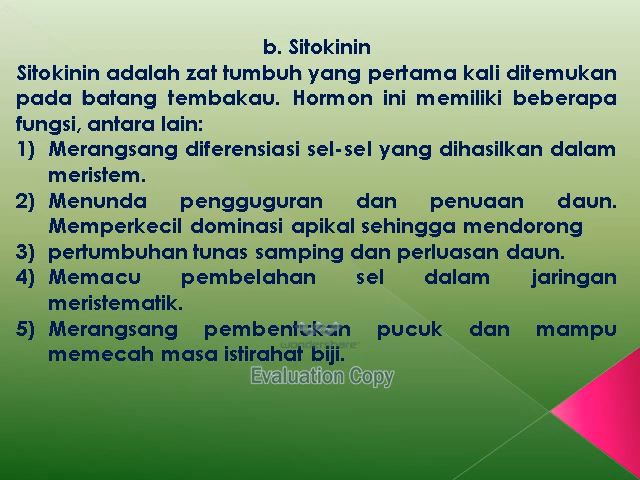 b. Sitokinin
Sitokinin adalah zat tumbuh yang pertama kali ditemukan
pada batang tembakau. Hormon ini memiliki beberapa
fungsi, antara lain:
1) Merangsang diferensiasi sel-sel yang dihasilkan dalam
meristem.
2) Menunda pengguguran dan penuaan daun.
Memperkecil dominasi apikal sehingga mendorong
3) pertumbuhan tunas samping dan perluasan daun.
4) Memacu pembelahan sel dalam jaringan
meristematik.
5) Merangsang pembentukan pucuk dan mampu
memecah masa istirahat biji.
wondershare
Evaluation Copy